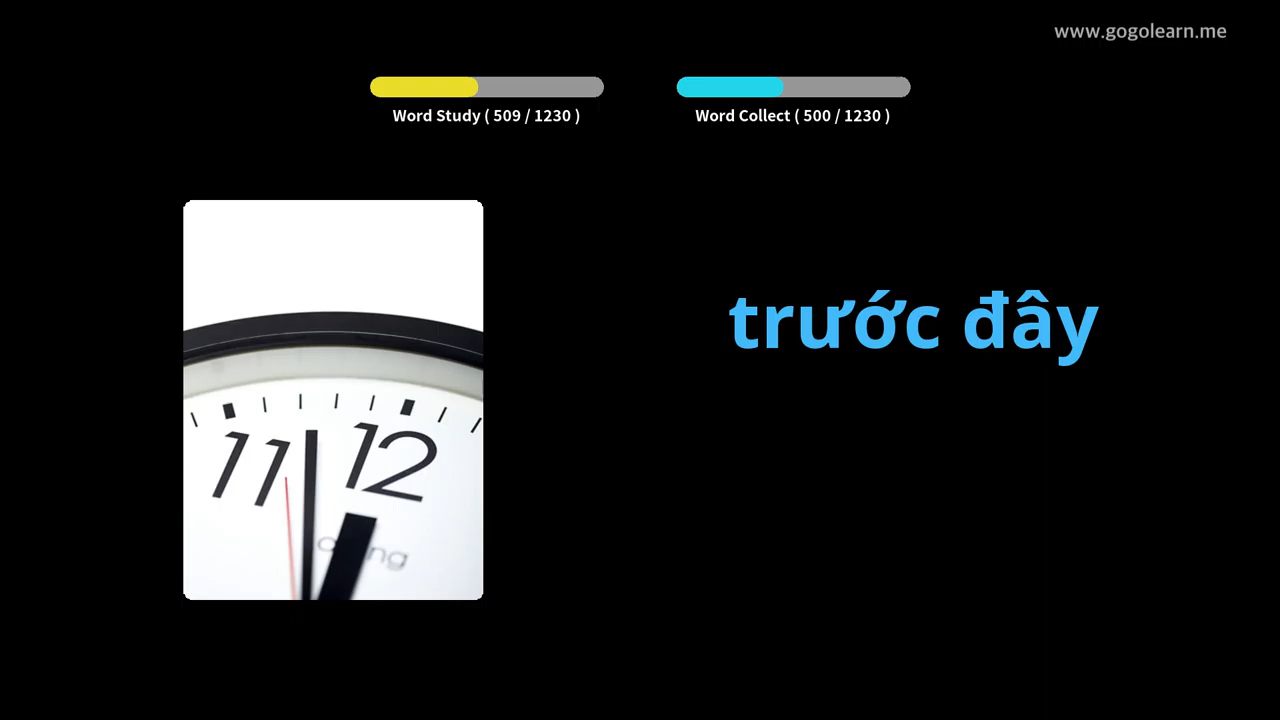 www.gogolearn.me
Word Study ( 509 / 1230 )
Word Collect ( 500 / 1230 )
trước đây
11
12